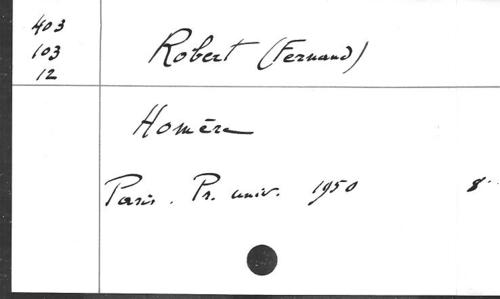 403
103
12
Robert (Fernand)
Homère
Paris. Pr. univ. 1950 8°